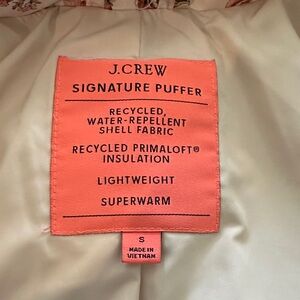 J.CREW
SIGNATURE PUFFER
RECYCLED,
WATER-REPELLENT
SHELL FABRIC
RECYCLED PRIMALOFT®
INSULATION
LIGHTWEIGHT
SUPERWARM
S
MADE IN
VIETNAM